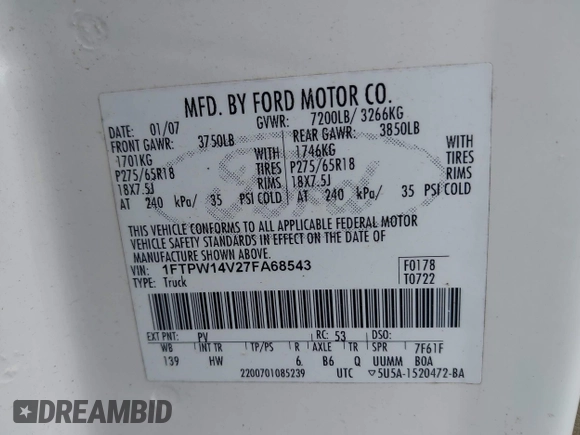 MFD. BY FORD MOTOR CO.
DATE: 01/07 GVWR: 7200LB/ 3266KG
FRONT GAWR: 3750LB REAR GAWR: 3850LB
1701KG WITH 1746KG WITH
P275/65R18 TIRES P275/65R18 TIRES
18X7.5J RIMS 18X7.5J RIMS
AT 240 kPa/ 35 PSI COLD AT 240 kPa/ 35 PSI COLD
Ford
THIS VEHICLE CONFORMS TO ALL APPLICABLE FEDERAL MOTOR
VEHICLE SAFETY STANDARDS IN EFFECT ON THE DATE OF
MANUFACTURE SHOWN ABOVE.
VIN: 1FTPW14V27FA68543 F0178
TYPE: Truck T0722
EXT PNT: PV RC: 53 DSO:
WB INT TR TP/PS R AXLE TR SPR 7F61F
139 HW 6 B6 Q UUMM BOA
2200701085239 UTC 5U5A-1520472-BA
DREAMBID